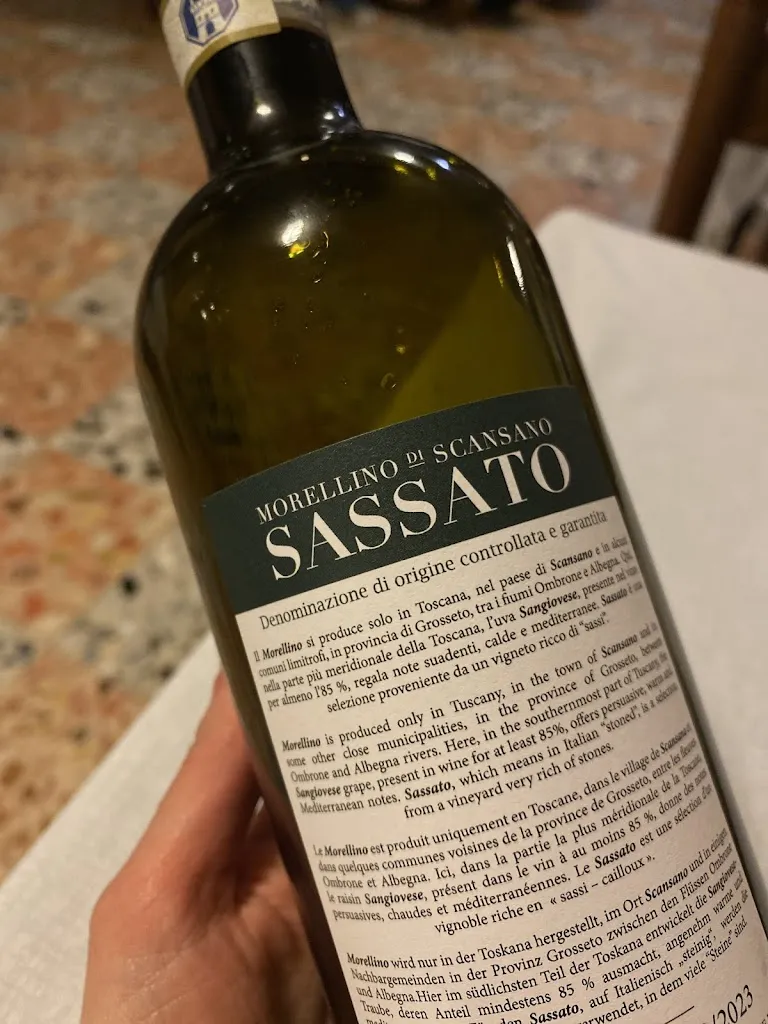 MORELLINO DI SCANSANO
SASSATO
Denominazione di origine controllata e garantita
Il Morellino si produce solo in Toscana, nel paese di Scansano e in alcuni
comuni limitrofi, in provincia di Grosseto, tra i fiumi Ombrone e Albegna. Qui,
nella parte più meridionale della Toscana, l'uva Sangiovese, presente nel vino
per almeno l'85 %, regala note suadenti, calde e mediterranee. Sassato è una
selezione proveniente da un vigneto ricco di "sassi".
Morellino is produced only in Tuscany, in the town of Scansano and in
some other close municipalities, in the province of Grosseto, between
Ombrone and Albegna rivers. Here, in the southernmost part of Tuscany, the
Sangiovese grape, present in wine for at least 85%, offers persuasive, warm and
Mediterranean notes. Sassato, which means in Italian "stoned", is a selection
from a vineyard very rich of stones.
Le Morellino est produit uniquement en Toscane, dans le village de Scansano et
dans quelques communes voisines de la province de Grosseto, entre les fleuves
Ombrone et Albegna. Ici, dans la partie la plus méridionale de la Toscane,
le raisin Sangiovese, présent dans le vin à au moins 85 %, donne des notes
persuasives, chaudes et méditerranéennes. Le Sassato est une sélection d'un
vignoble riche en « sassi – cailloux ».
Morellino wird nur in der Toskana hergestellt, im Ort Scansano und in einigen
Nachbargemeinden in der Provinz Grosseto zwischen den Flüssen Ombrone
und Albegna.Hier im südlichsten Teil der Toskana entwickelt die Sangiovese
Traube, deren Anteil mindestens 85 % ausmacht, angenehm warme und
den Sassato, auf Italienisch „steinig", werden die
verwendet, in dem viele "Steine" sind.
/2023